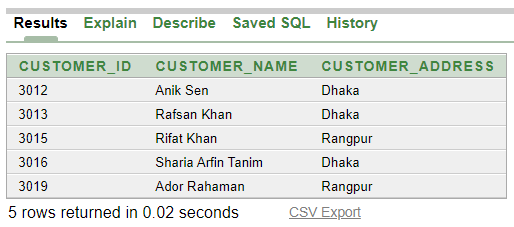 Results Explain Describe Saved SQL History
CUSTOMER_ID CUSTOMER_NAME CUSTOMER_ADDRESS
3012 Anik Sen Dhaka
3013 Rafsan Khan Dhaka
3015 Rifat Khan Rangpur
3016 Sharia Arfin Tanim Dhaka
3019 Ador Rahaman Rangpur
5 rows returned in 0.02 seconds CSV Export